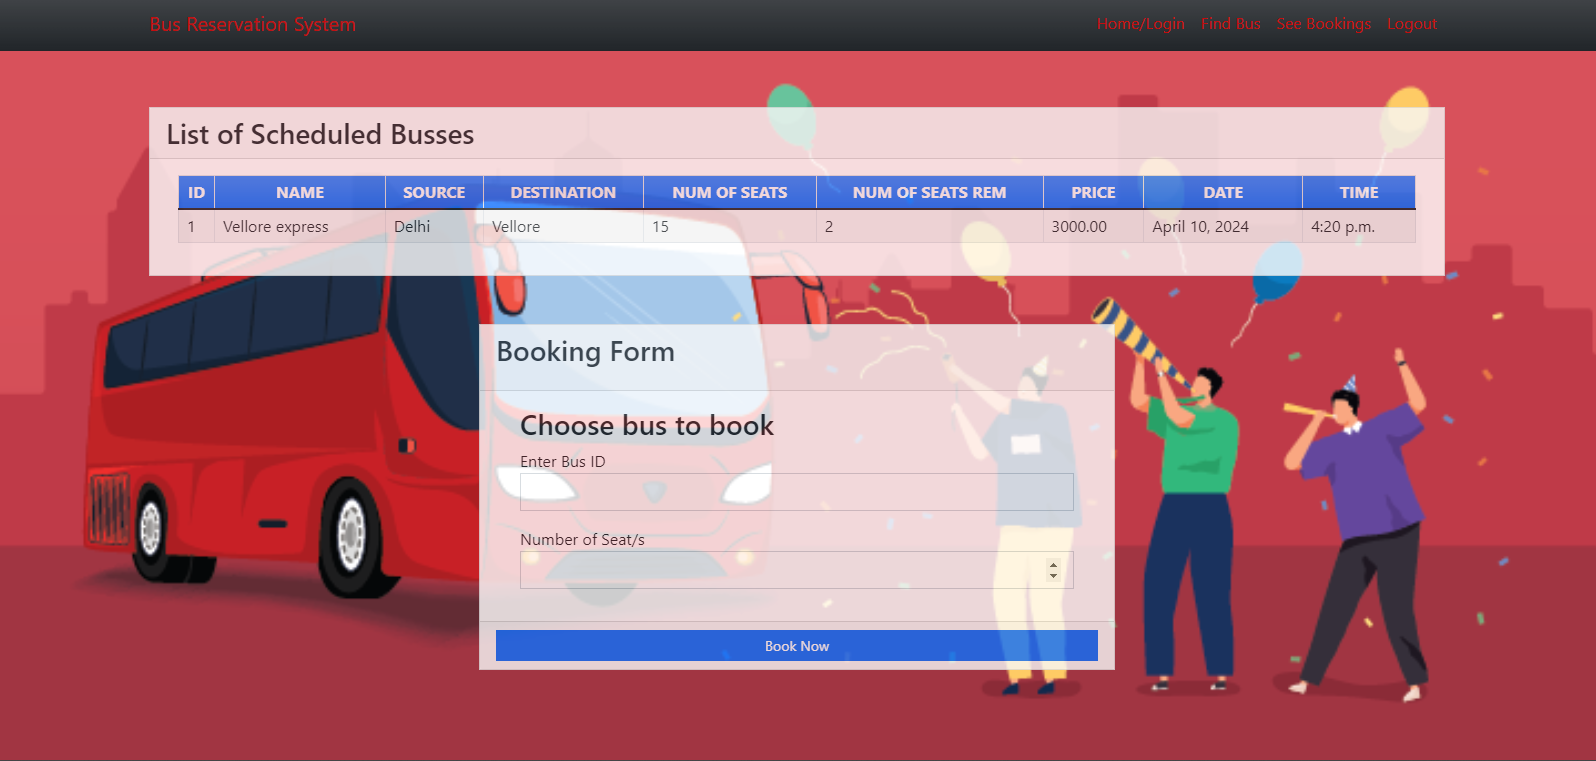 Bus Reservation System Home/Login Find Bus See Bookings Logout
List of Scheduled Busses
ID NAME SOURCE DESTINATION NUM OF SEATS NUM OF SEATS REM PRICE DATE TIME
1 Vellore express Delhi Vellore 15 2 3000.00 April 10, 2024 4:20 p.m.
Booking Form
Choose bus to book
Enter Bus ID
Number of Seat/s
Book Now